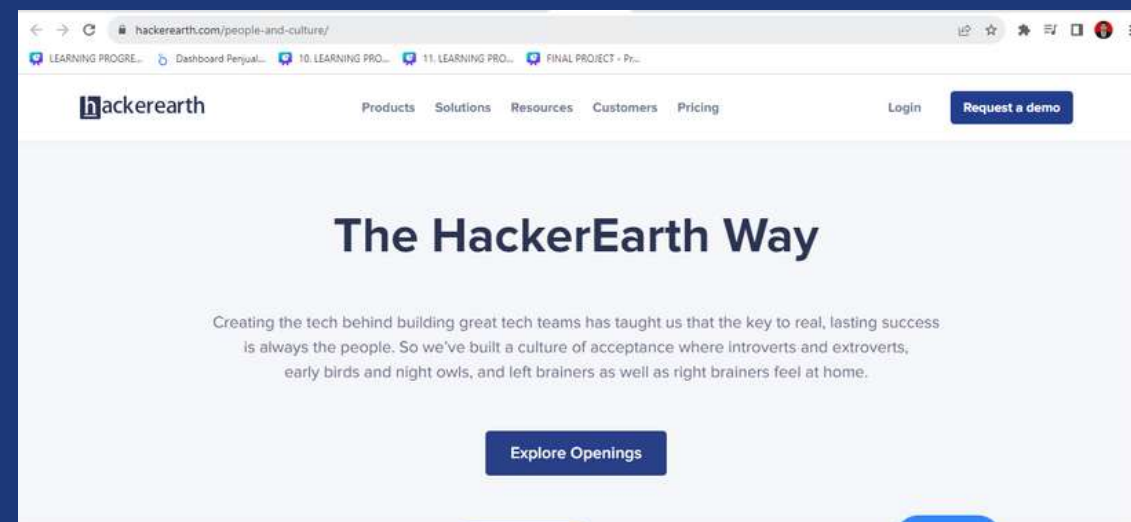 hackerearth.com/people-and-culture/
LEARNING PROGRE... Dashboard Penjual... 10. LEARNING PRO... 11. LEARNING PRO... FINAL PROJECT - Pr...
hackerearth Products Solutions Resources Customers Pricing Login Request a demo
The HackerEarth Way
Creating the tech behind building great tech teams has taught us that the key to real, lasting success
is always the people. So we've built a culture of acceptance where introverts and extroverts,
early birds and night owls, and left brainers as well as right brainers feel at home.
Explore Openings